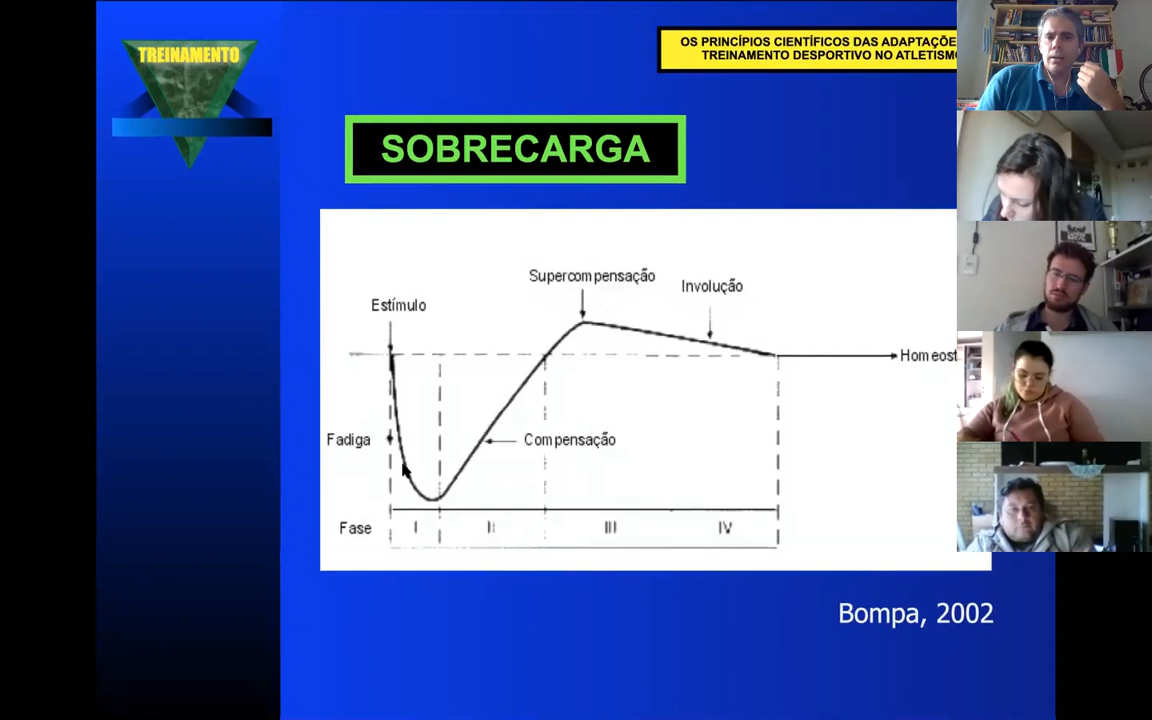 TREINAMENTO
OS PRINCÍPIOS CIENTÍFICOS DAS ADAPTAÇÕE
TREINAMENTO DESPORTIVO NO ATLETISMO
SOBRECARGA
Supercompensação
Involução
Estímulo
Homeost
Fadiga
Compensação
Fase I II III IV
Bompa, 2002